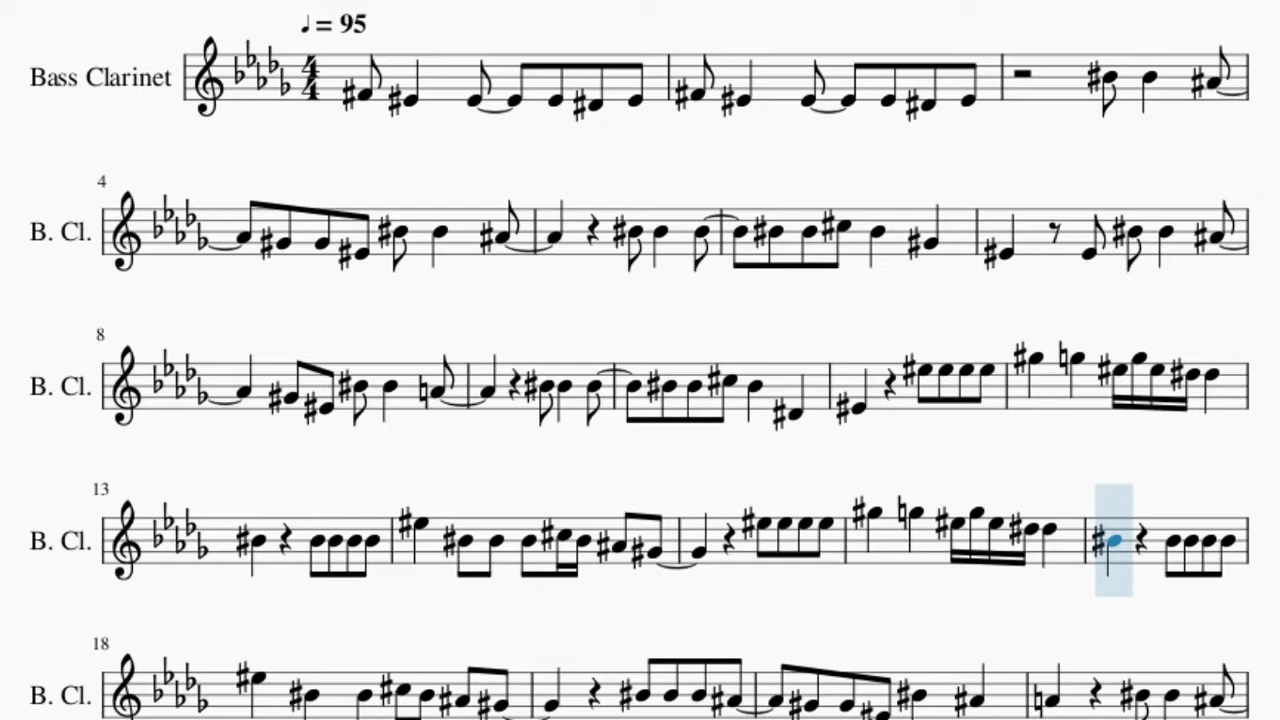 ♩ = 95
Bass Clarinet
4
4
4
B. Cl.
8
B. Cl.
13
B. Cl.
18
B. Cl.